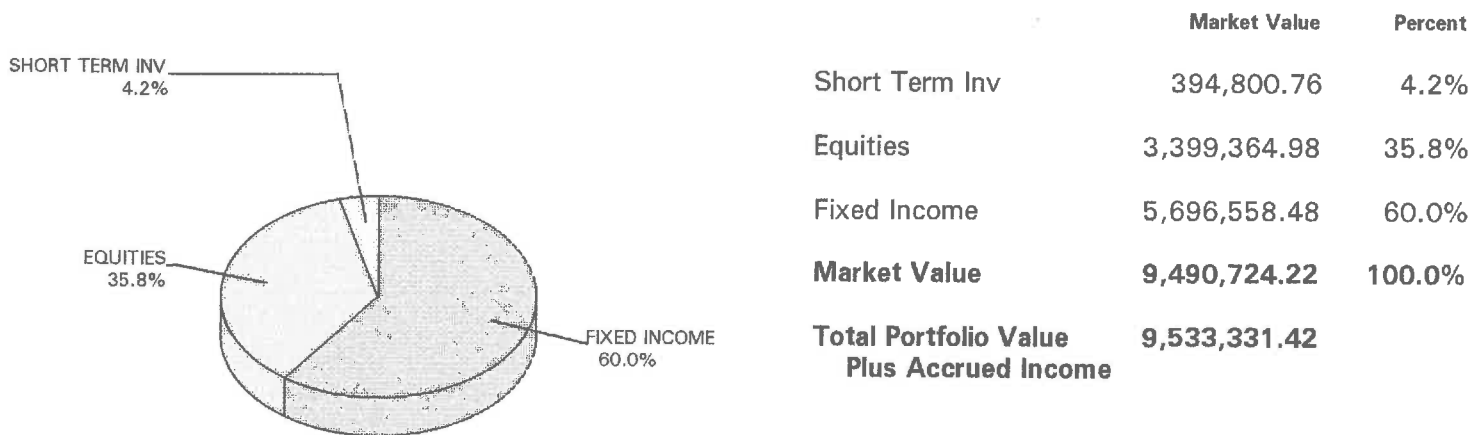 SHORT TERM INV
4.2%
EQUITIES
35.8%
FIXED INCOME
60.0%
Market Value Percent
Short Term Inv 394,800.76 4.2%
Equities 3,399,364.98 35.8%
Fixed Income 5,696,558.48 60.0%
Market Value 9,490,724.22 100.0%
Total Portfolio Value 9,533,331.42
Plus Accrued Income